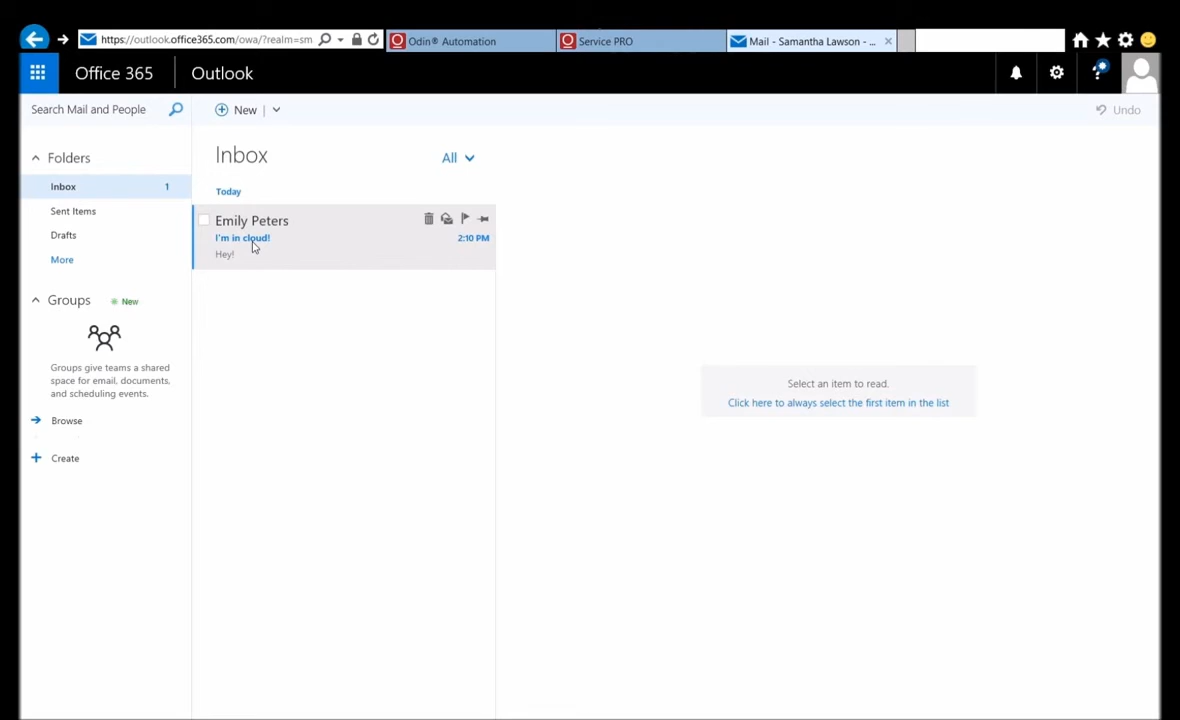 https://outlook.office365.com/owa/?realm=sm
Odin® Automation
Service PRO
Mail - Samantha Lawson - ...
Office 365
Outlook
Search Mail and People
New
Undo
Folders
Inbox 1
Sent Items
Drafts
More
Groups
New
Groups give teams a shared
space for email, documents,
and scheduling events.
Browse
Create
Inbox
All
Today
Emily Peters
I'm in cloud!
2:10 PM
Hey!
Select an item to read.
Click here to always select the first item in the list